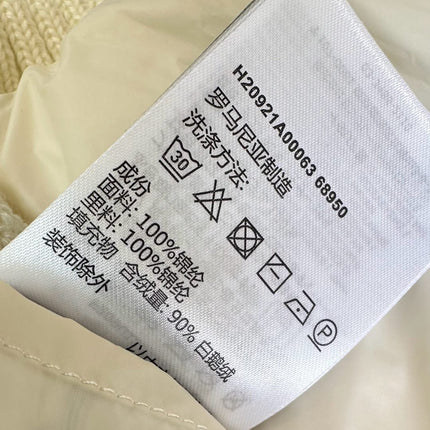 H20921A00063 68950
罗马尼亚制造
洗涤方法:
30
P
成份
面料: 100%锦纶
里料: 100%锦纶
填充物 含绒量: 90% 白鹅绒
装饰除外